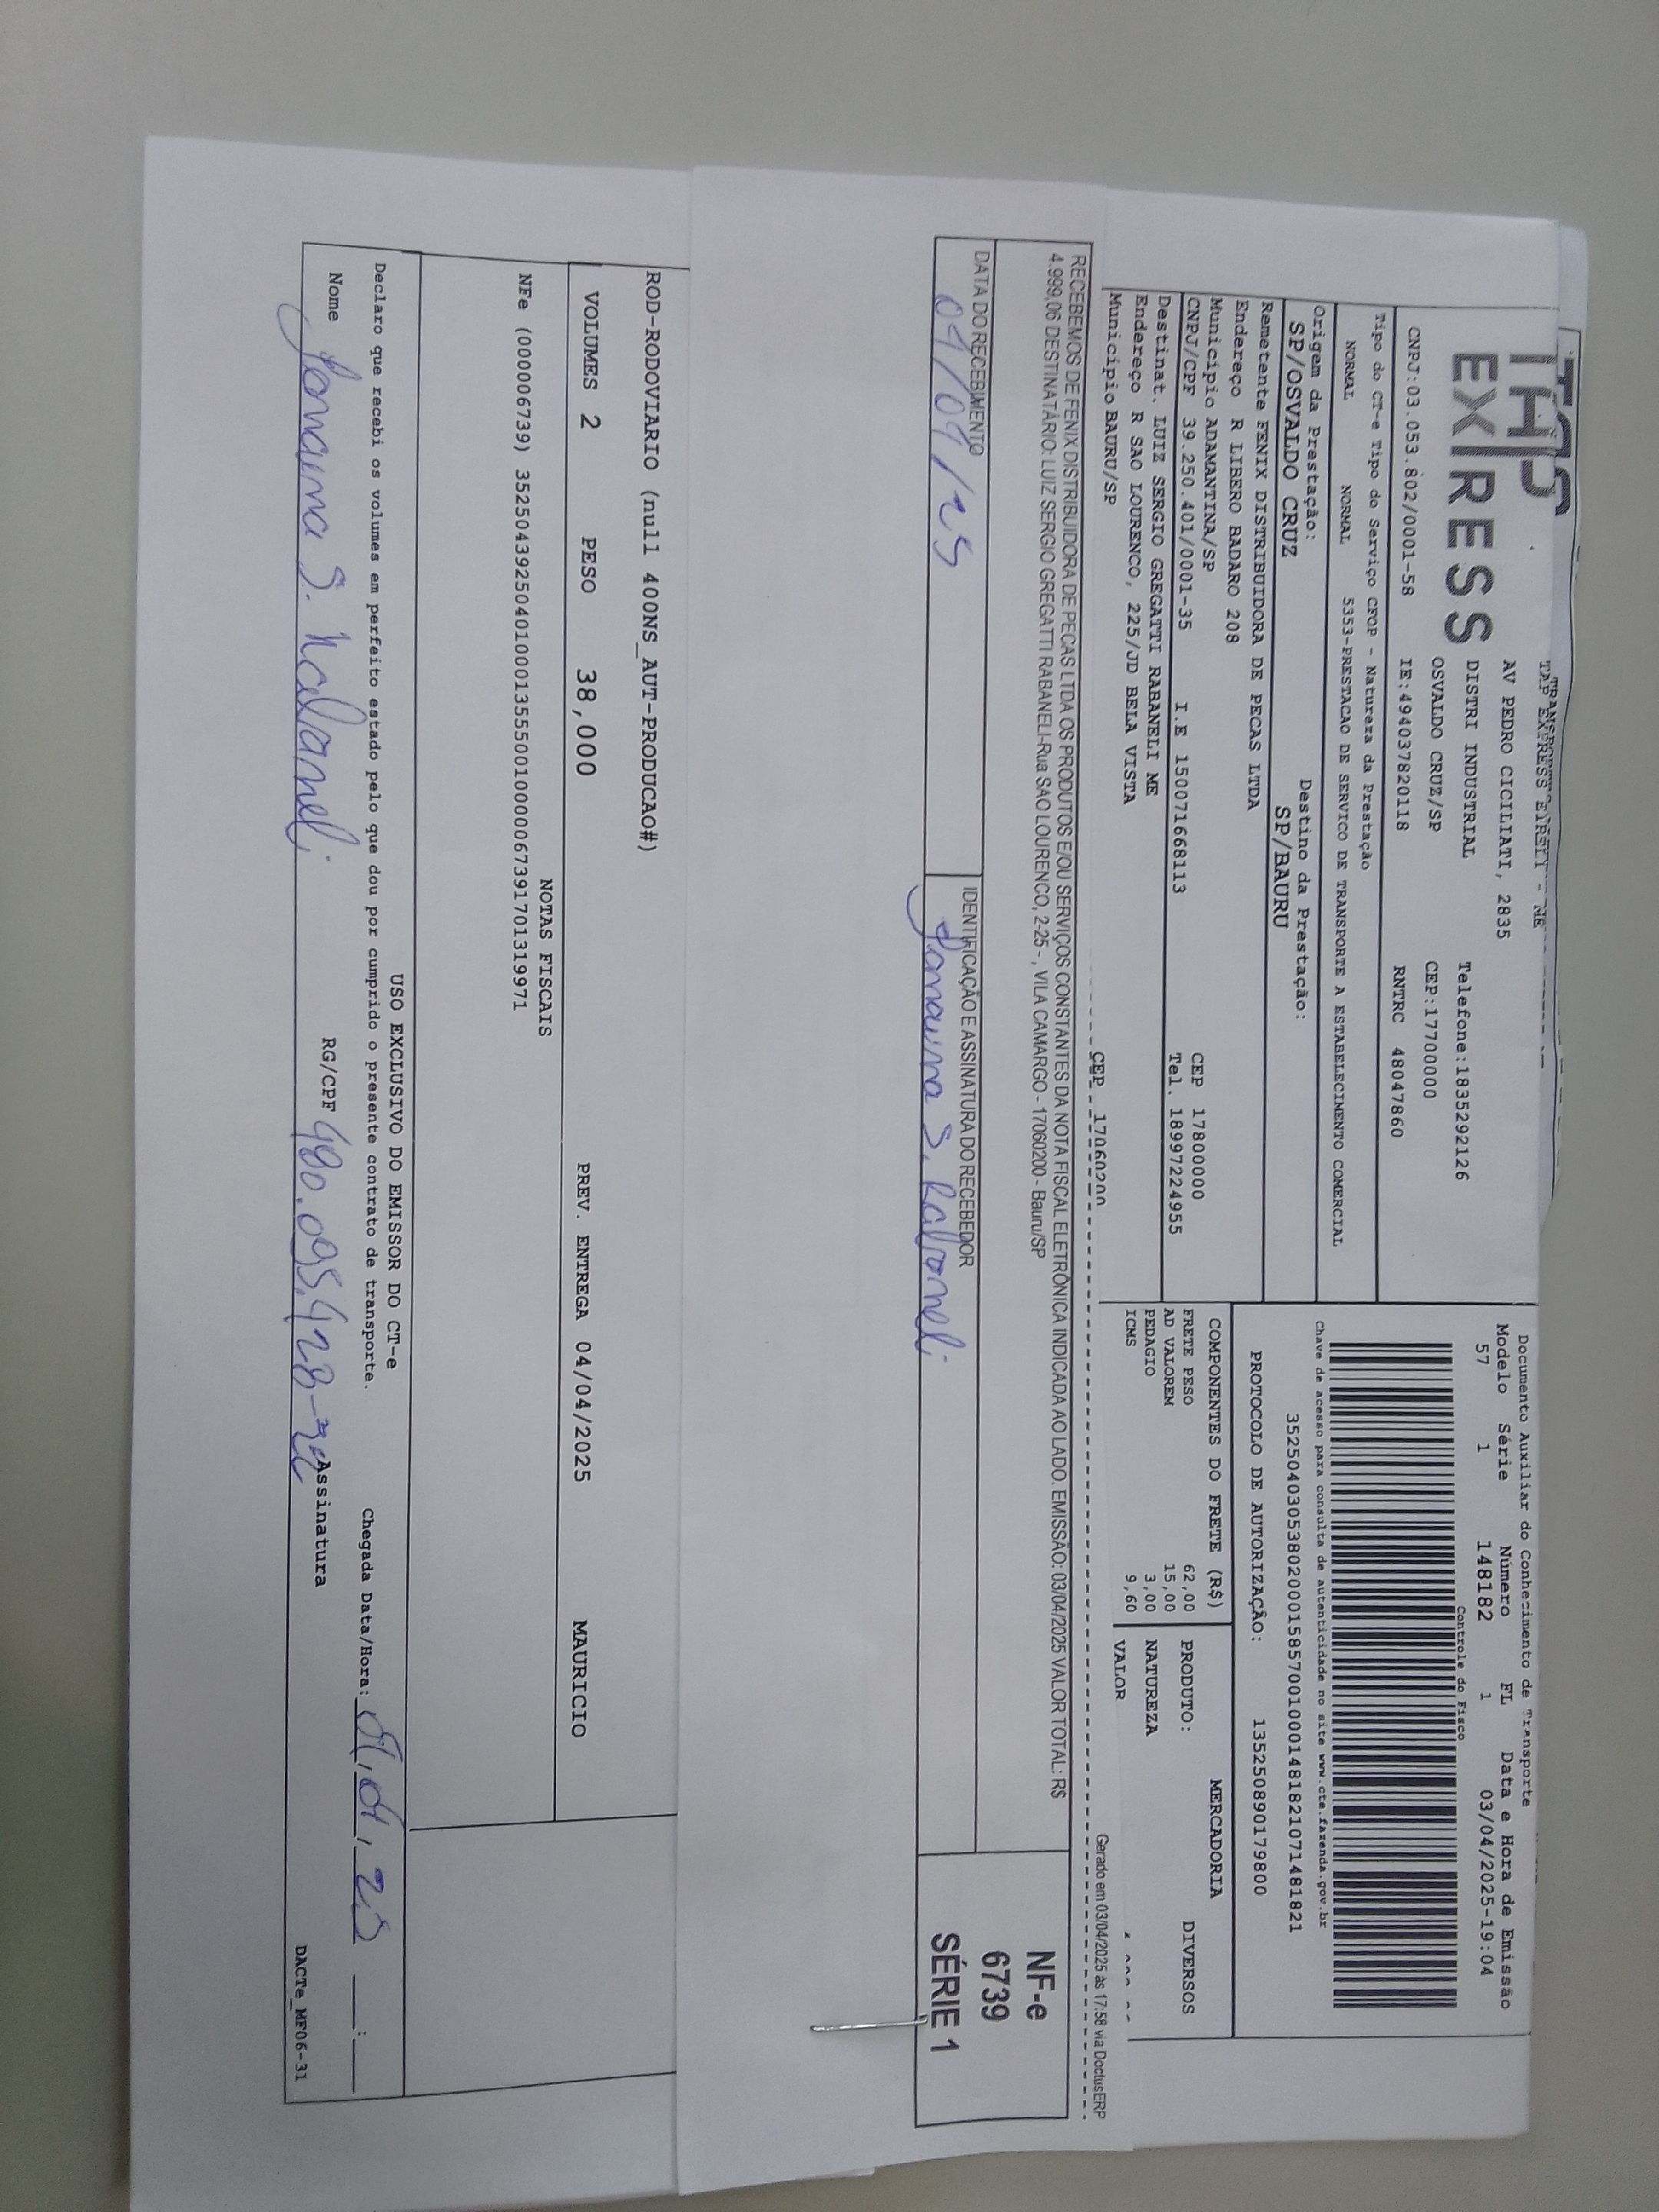 TAP EXPRESS EIRELI - ME
AV PEDRO CICILIATI, 2835
DISTRI INDUSTRIAL Telefone:1835292126
OSVALDO CRUZ/SP CEP:17700000
CNPJ:03.053.802/0001-58 IE:494037820118 RNTRC 48047860
Tipo do CT-e Tipo do Serviço CFOP - Natureza da Prestação
NORMAL NORMAL 5353-PRESTACAO DE SERVICO DE TRANSPORTE A ESTABELECIMENTO COMERCIAL
Origem da Prestação: Destino da Prestação:
SP/OSVALDO CRUZ SP/BAURU
Remetente FENIX DISTRIBUIDORA DE PECAS LTDA
Endereço R LIBERO BADARO 208
Município ADAMANTINA/SP CEP 17800000
CNPJ/CPF 39.250.401/0001-35 I.E 150071668113 Tel. 18997224955
Destinat. LUIZ SERGIO GREGATTI RABANELI ME
Endereço R SAO LOURENCO, 225/JD BELA VISTA
Município BAURU/SP CEP 17060200
Documento Auxiliar do Conhecimento de Transporte
Modelo Série Número FL Data e Hora de Emissão
57 1 148182 1 03/04/2025-19:04
Controle do Fisco
Chave de acesso para consulta de autenticidade no site www.cte.fazenda.gov.br
35250403053802000158570010001481821071481821
PROTOCOLO DE AUTORIZAÇÃO: 135250890179800
COMPONENTES DO FRETE (R$) MERCADORIA
FRETE PESO 62,00 PRODUTO: DIVERSOS
AD VALOREM 15,00
PEDAGIO 3,00 NATUREZA
ICMS 9,60 VALOR
Gerado em 03/04/2025 às 17:58 via DoctusERP
RECEBEMOS DE FENIX DISTRIBUIDORA DE PECAS LTDA OS PRODUTOS E/OU SERVIÇOS CONSTANTES DA NOTA FISCAL ELETRÔNICA INDICADA AO LADO. EMISSÃO: 03/04/2025 VALOR TOTAL: R$
4.999,06 DESTINATÁRIO: LUIZ SERGIO GREGATTI RABANELI-Rua SAO LOURENCO, 2-25 -, VILA CAMARGO - 17060200 - Bauru/SP
NF-e
6739
SÉRIE 1
DATA DO RECEBIMENTO IDENTIFICAÇÃO E ASSINATURA DO RECEBEDOR
04/04/25 Janaina S. Rabaneli
ROD-RODOVIARIO (null 400NS_AUT-PRODUCAO#)
VOLUMES 2 PESO 38,000 PREV. ENTREGA 04/04/2025 MAURICIO
NOTAS FISCAIS
NFe (000006739) 35250439250401000135550010000067391701319971
USO EXCLUSIVO DO EMISSOR DO CT-e
Declaro que recebi os volumes em perfeito estado pelo que dou por cumprido o presente contrato de transporte. Chegada Data/Hora:
Nome Janaina S. Rabaneli RG/CPF Assinatura
DACTe_MF06-31